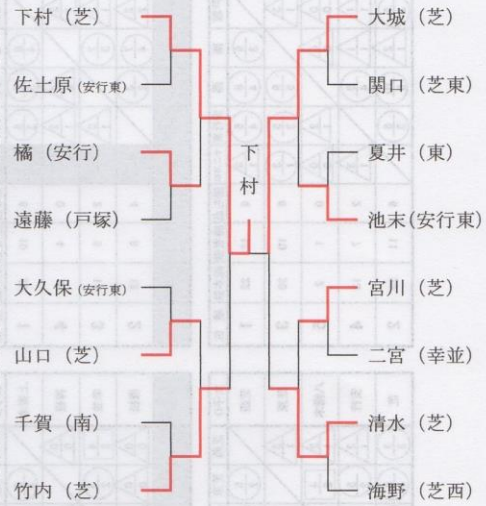 下村（芝）
佐土原（安行東）
橘（安行）
遠藤（戸塚）
大久保（安行東）
山口（芝）
千賀（南）
竹内（芝）
下村
大城（芝）
関口（芝東）
夏井（東）
池末（安行東）
宮川（芝）
二宮（幸並）
清水（芝）
海野（芝西）